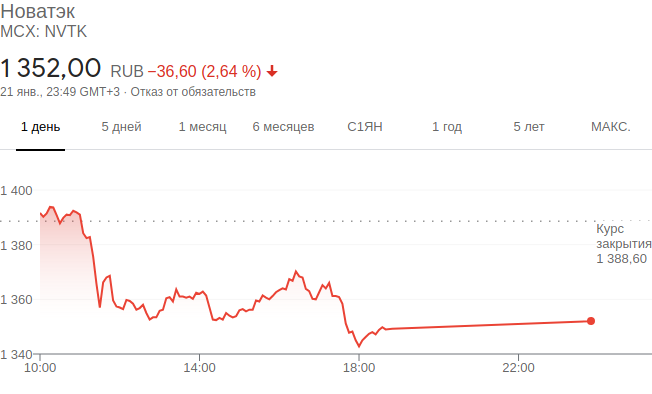 Новатэк
MCX: NVTK
1 352,00 RUB −36,60 (2,64 %)
21 янв., 23:49 GMT+3 · Отказ от обязательств
1 день 5 дней 1 месяц 6 месяцев С1ЯН 1 год 5 лет МАКС.
1 400
Курс
закрытия
1 388,60
1 380
1 360
1 340
10:00 14:00 18:00 22:00